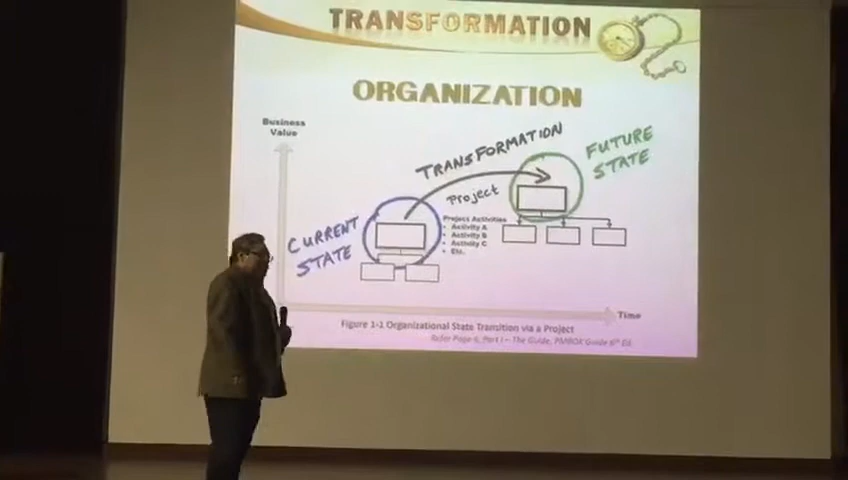 TRANSFORMATION
ORGANIZATION
Business
Value
TRANSFORMATION
FUTURE
STATE
Project
CURRENT
STATE
Project Activities
• Activity A
• Activity B
• Activity C
• Etc.
Time
Figure 1-1 Organizational State Transition via a Project
Refer Page 6, Part I – The Guide, PMBOK Guide 6th Ed.